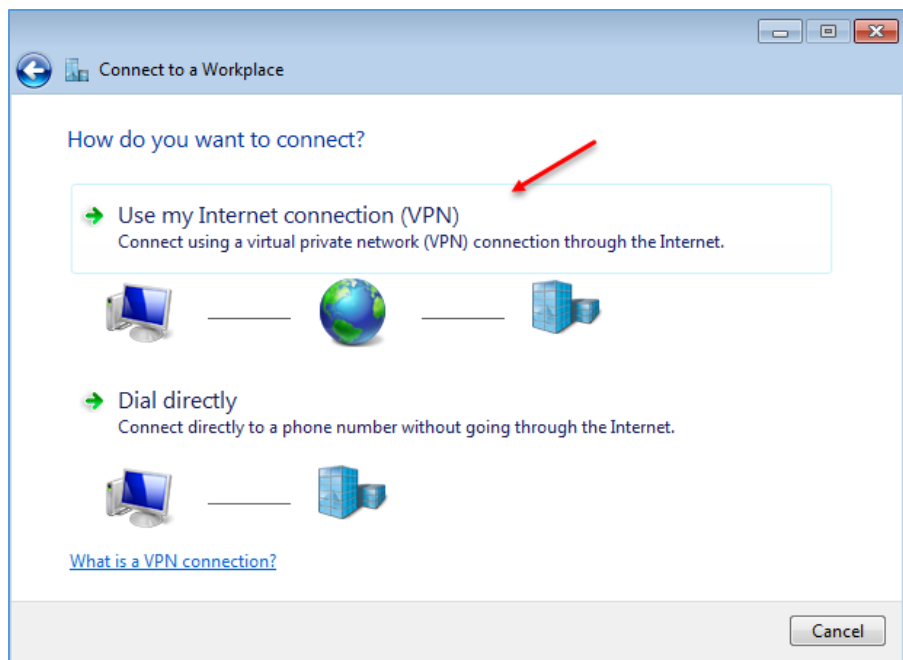 Connect to a Workplace
How do you want to connect?
Use my Internet connection (VPN)
Connect using a virtual private network (VPN) connection through the Internet.
Dial directly
Connect directly to a phone number without going through the Internet.
What is a VPN connection?
Cancel